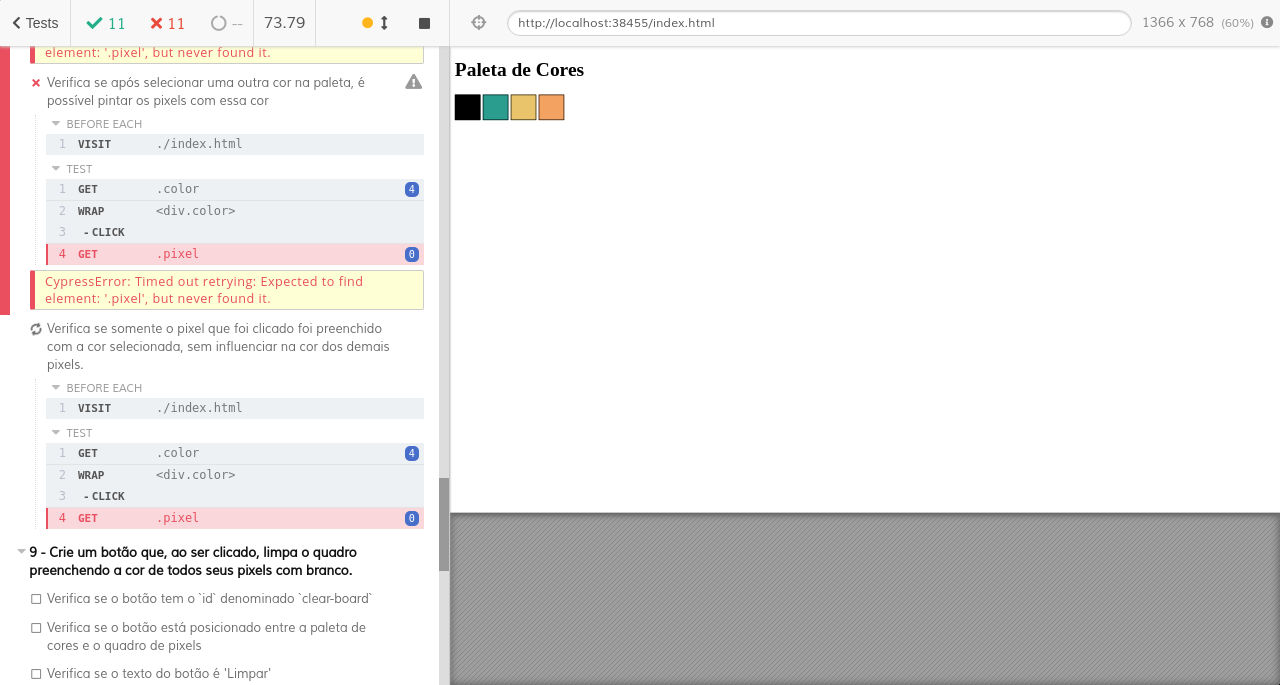 Tests
11
11
--
73.79
http://localhost:38455/index.html
1366 x 768 (60%)
element: '.pixel', but never found it.
Verifica se após selecionar uma outra cor na paleta, é
possível pintar os pixels com essa cor
BEFORE EACH
1 VISIT ./index.html
TEST
1 GET .color 4
2 WRAP <div.color>
3 -CLICK
4 GET .pixel 0
CypressError: Timed out retrying: Expected to find
element: '.pixel', but never found it.
Verifica se somente o pixel que foi clicado foi preenchido
com a cor selecionada, sem influenciar na cor dos demais
pixels.
BEFORE EACH
1 VISIT ./index.html
TEST
1 GET .color 4
2 WRAP <div.color>
3 -CLICK
4 GET .pixel 0
9 - Crie um botão que, ao ser clicado, limpa o quadro
preenchendo a cor de todos seus pixels com branco.
Verifica se o botão tem o `id` denominado `clear-board`
Verifica se o botão está posicionado entre a paleta de
cores e o quadro de pixels
Verifica se o texto do botão é 'Limpar'
Paleta de Cores